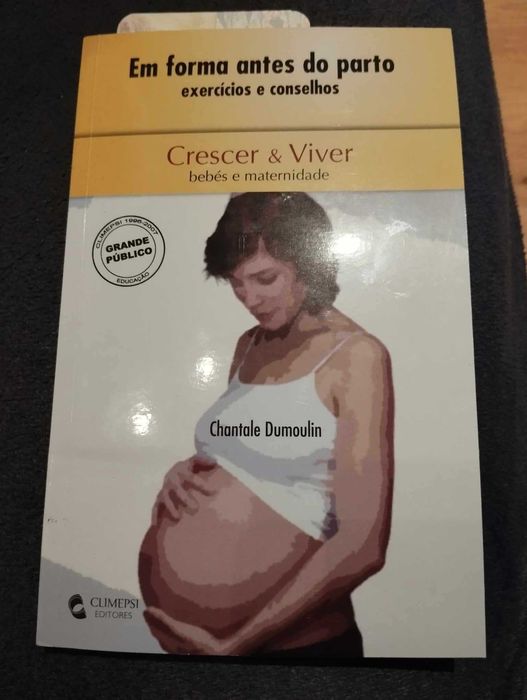 Em forma antes do parto
exercícios e conselhos
Crescer & Viver
bebés e maternidade
CLIMEPSI 1998-2007
GRANDE
PÚBLICO
EDUCAÇÃO
Chantale Dumoulin
CLIMEPSI
EDITORES